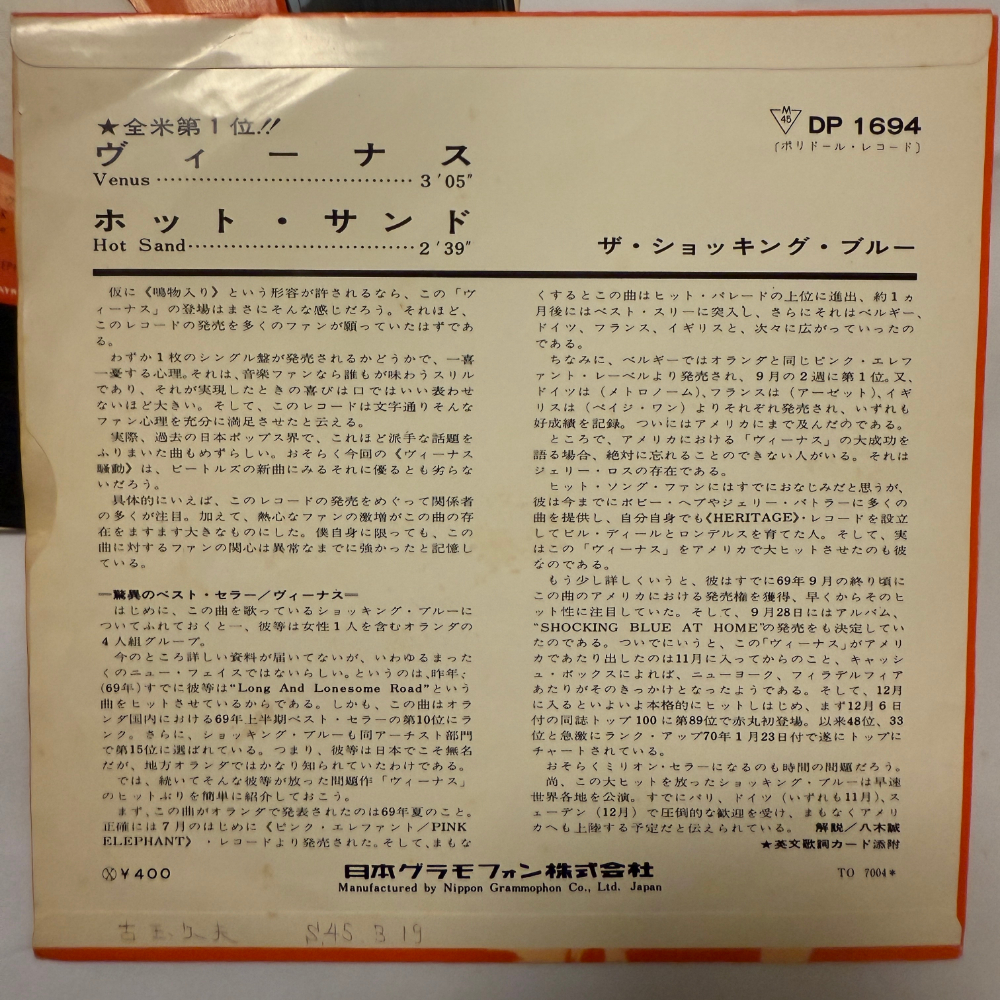 ★全米第1位!!
ヴィーナス
Venus ………………………………… 3'05″
ホット・サンド
Hot Sand……………………………2'39″
M
45
DP 1694
〔ポリドール・レコード〕
ザ・ショッキング・ブルー
仮に《鳴物入り》という形容が許されるなら、この「ヴ
ィーナス」の登場はまさにそんな感じだろう。それほど、
このレコードの発売を多くのファンが願っていたはずであ
る。
わずか1枚のシングル盤が発売されるかどうかで、一喜
一憂する心理。それは、音楽ファンなら誰もが味わうスリル
であり、それが実現したときの喜びは口ではいい表わせ
ないほど大きい。そして、このレコードは文字通りそんな
ファン心理を充分に満足させたと云える。
実際、過去の日本ポップス界で、これほど派手な話題を
ふりまいた曲もめずらしい。おそらく今回の《ヴィーナス
騒動》は、ビートルズの新曲にみるそれに優るとも劣らな
いだろう。
具体的にいえば、このレコードの発売をめぐって関係者
の多くが注目。加えて、熱心なファンの激増がこの曲の存
在をますます大きなものにした。僕自身に限っても、この
曲に対するファンの関心は異常なまでに強かったと記憶し
ている。
―驚異のベスト・セラー/ヴィーナス―
はじめに、この曲を歌っているショッキング・ブルーに
ついてふれておくと―、彼等は女性1人を含むオランダの
4人組グループ。
今のところ詳しい資料が届いてないが、いわゆるまった
くのニュー・フェイスではないらしい。というのは、昨年、
(69年)すでに彼等は“Long And Lonesome Road”という
曲をヒットさせているからである。しかも、この曲はオラ
ンダ国内における69年上半期ベスト・セラーの第10位にラ
ンク。さらに、ショッキング・ブルーも同アーチスト部門
で第15位に選ばれている。つまり、彼等は日本でこそ無名
だが、地方オランダではかなり知られていたわけである。
では、続いてそんな彼等が放った問題作「ヴィーナス」
のヒットぶりを簡単に紹介しておこう。
まず、この曲がオランダで発表されたのは69年夏のこと。
正確には7月のはじめに《ピンク・エレファント/PINK
ELEPHANT》・レコードより発売された。そして、まもな
くするとこの曲はヒット・パレードの上位に進出、約1ヵ
月後にはベスト・スリーに突入し、さらにそれはベルギー、
ドイツ、フランス、イギリスと、次々に広がっていったの
である。
ちなみに、ベルギーではオランダと同じピンク・エレフ
ァント・レーベルより発売され、9月の2週に第1位。又、
ドイツは(メトロノーム)、フランスは(アーゼット)、イギ
リスは(ペイジ・ワン)よりそれぞれ発売され、いずれも
好成績を記録。ついにはアメリカにまで及んだのである。
ところで、アメリカにおける「ヴィーナス」の大成功を
語る場合、絶対に忘れることのできない人がいる。それは
ジェリー・ロスの存在である。
ヒット・ソング・ファンにはすでにおなじみだと思うが、
彼は今までにボビー・ヘブやジェリー・バトラーに多くの
曲を提供し、自分自身でも《HERITAGE》・レコードを設立
してビル・ディールとロンデルスを育てた人。そして、実
はこの「ヴィーナス」をアメリカで大ヒットさせたのも彼
なのである。
もう少し詳しくいうと、彼はすでに69年9月の終り頃に
この曲のアメリカにおける発売権を獲得、早くからそのヒ
ット性に注目していた。そして、9月28日にはアルバム、
“SHOCKING BLUE AT HOME”の発売をも決定してい
たのである。ついでにいうと、この「ヴィーナス」がアメリ
カであたり出したのは11月に入ってからのこと、キャッシ
ュ・ボックスによれば、ニューヨーク、フィラデルフィア
あたりがそのきっかけとなったようである。そして、12月
に入るといよいよ本格的にヒットしはじめ、まず12月6日
付の同誌トップ100に第89位で赤丸初登場。以来48位、33
位と急激にランク・アップ70年1月23日付で遂にトップに
チャートされている。
おそらくミリオン・セラーになるのも時間の問題だろう。
尚、この大ヒットを放ったショッキング・ブルーは早速
世界各地を公演。すでにパリ、ドイツ(いずれも11月)、ス
ェーデン(12月)で圧倒的な歓迎を受け、まもなくアメリ
カへも上陸する予定だと伝えられている。 解説/八木誠
★英文歌詞カード添附
Ⓧ¥400
日本グラモフォン株式会社
Manufactured by Nippon Grammophon Co., Ltd. Japan
TO 7004*
S.45.3.19